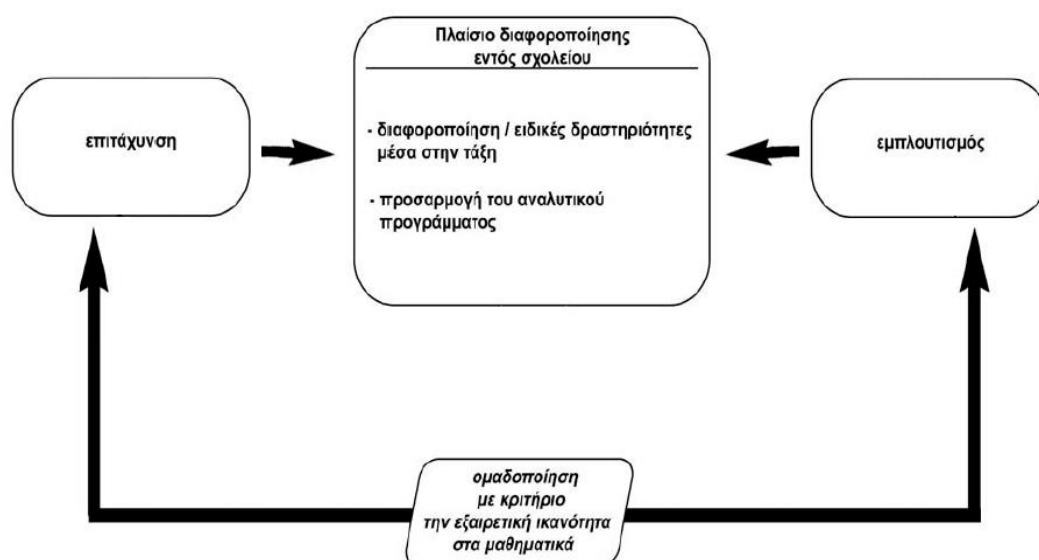 Πλαίσιο διαφοροποίησης
εντός σχολείου
επιτάχυνση
- διαφοροποίηση / ειδικές δραστηριότητες
μέσα στην τάξη
- προσαρμογή του αναλυτικού
προγράμματος
εμπλουτισμός
ομαδοποίηση
με κριτήριο
την εξαιρετική ικανότητα
στα μαθηματικά